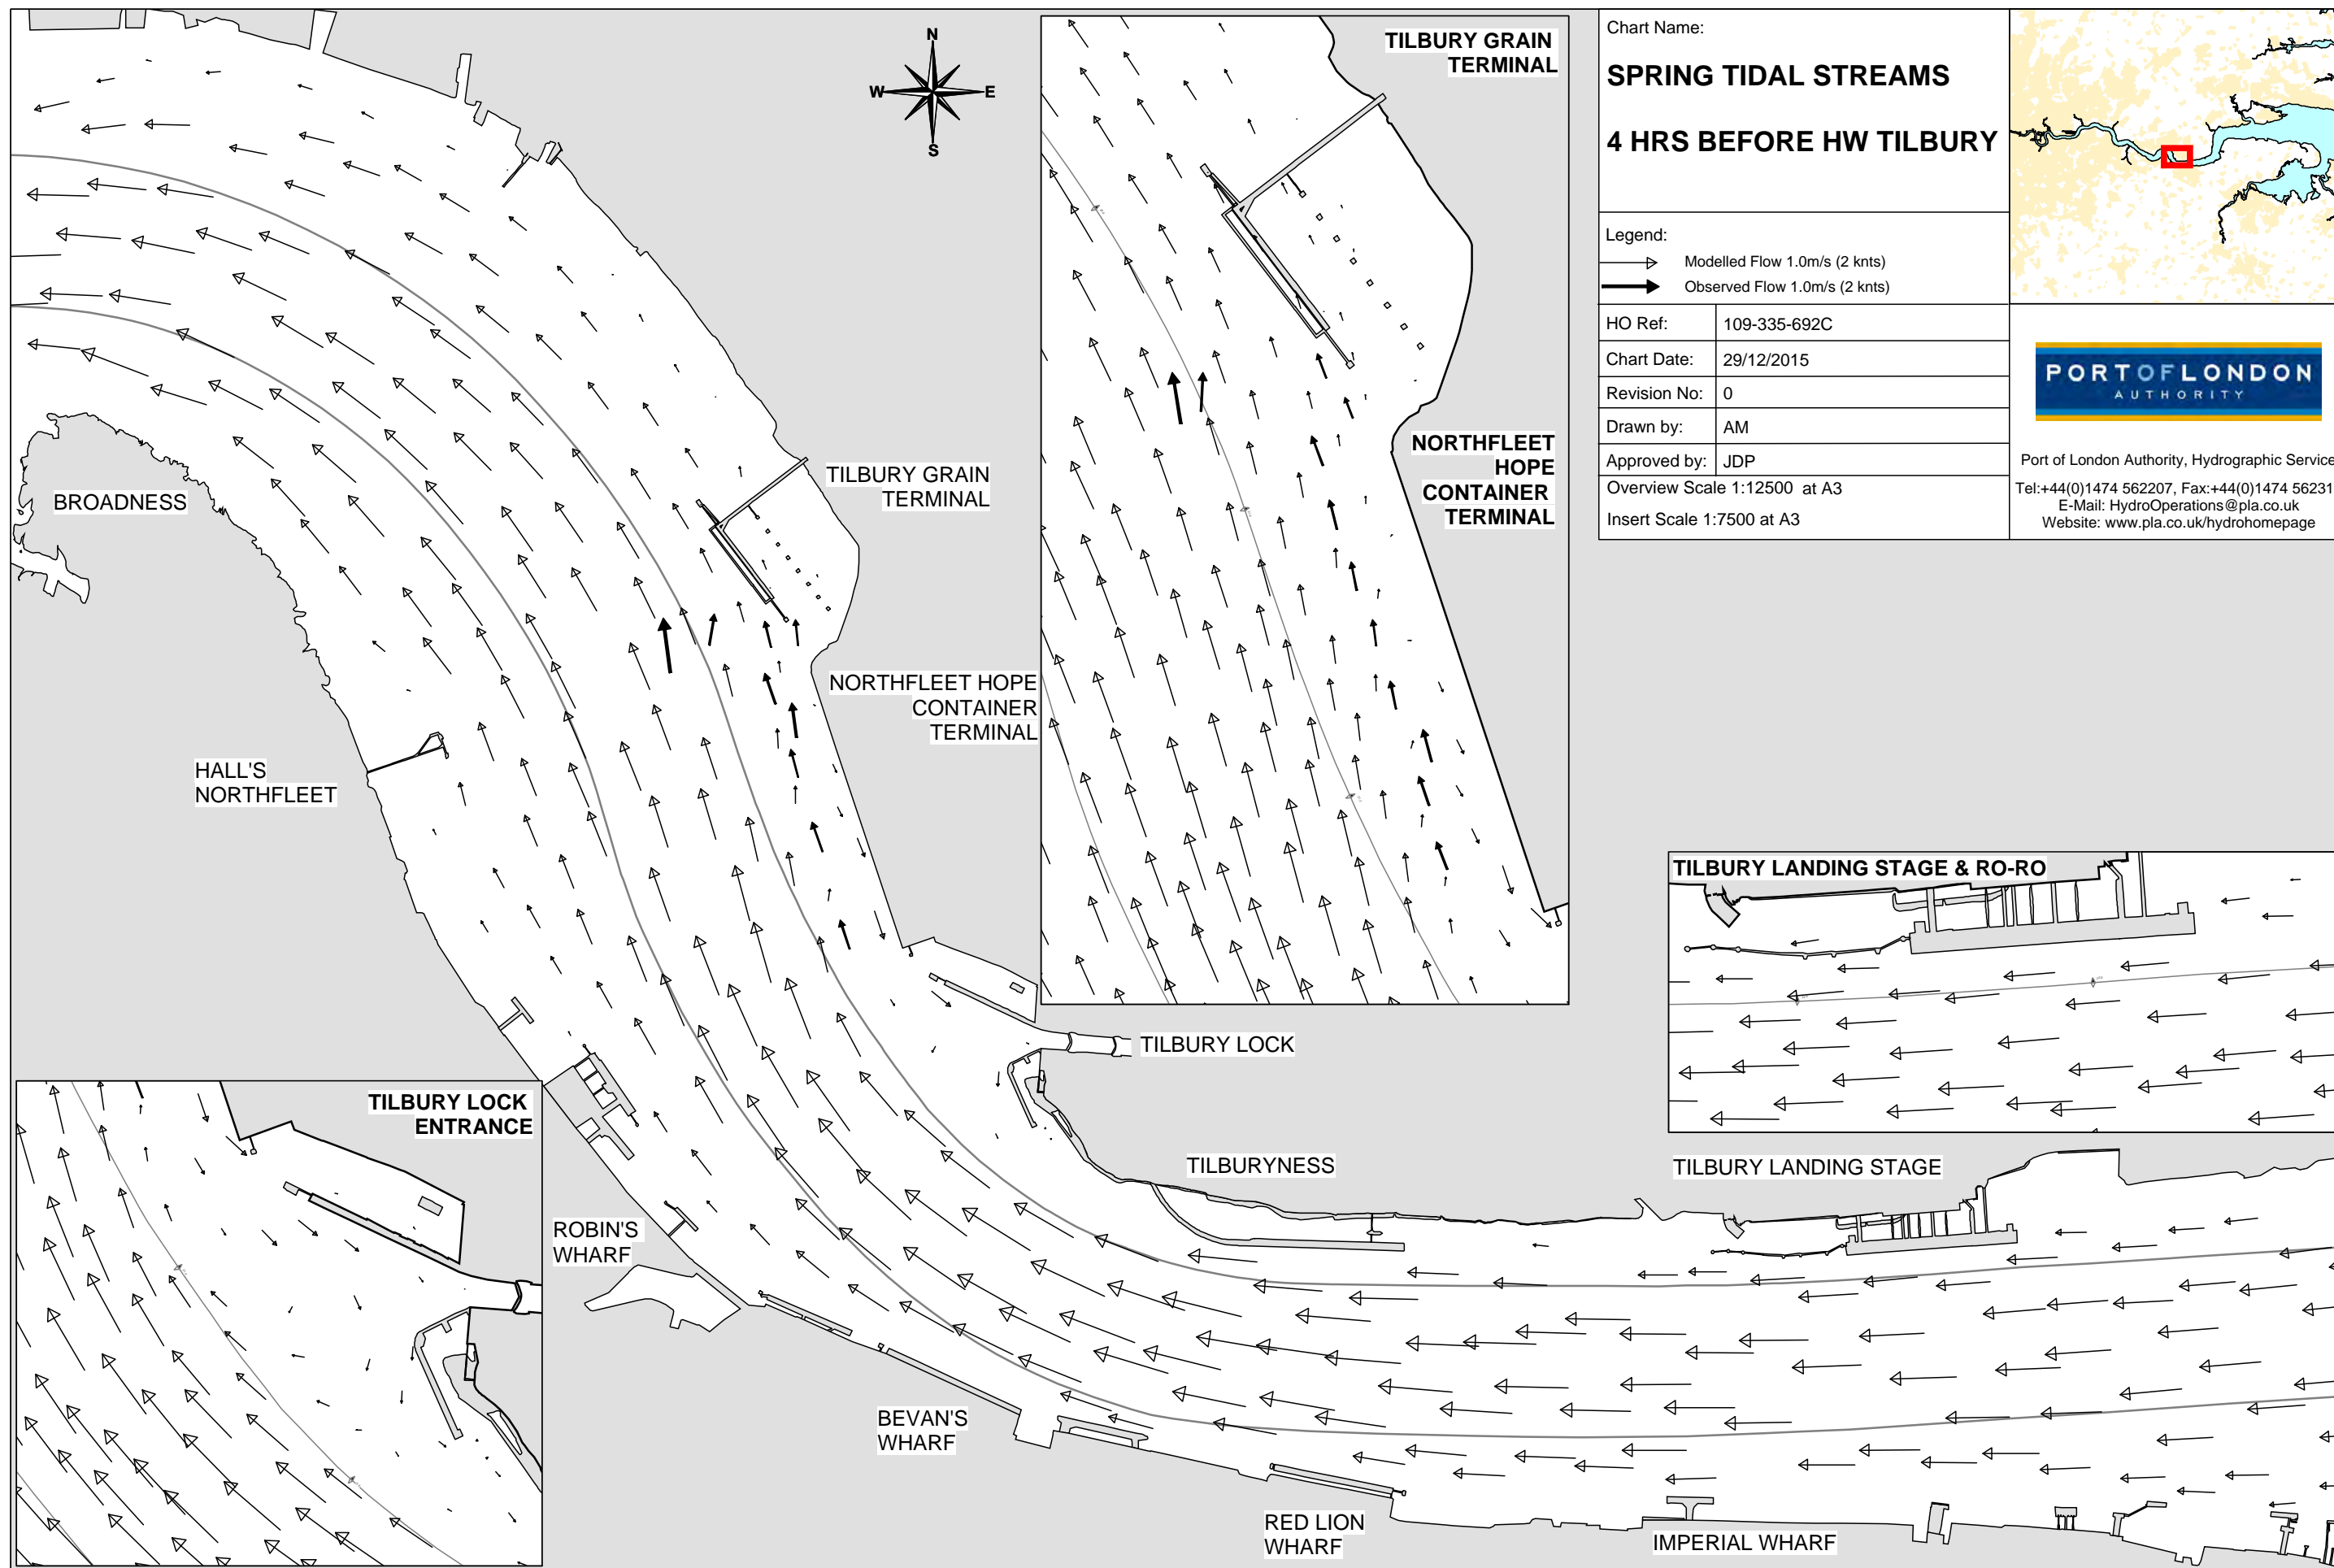 N
W
E
S
TILBURY GRAIN
TERMINAL
NORTHFLEET
HOPE
CONTAINER
TERMINAL
Chart Name:
SPRING TIDAL STREAMS
4 HRS BEFORE HW TILBURY
Legend:
Modelled Flow 1.0m/s (2 knts)
Observed Flow 1.0m/s (2 knts)
HO Ref: 109-335-692C
Chart Date: 29/12/2015
Revision No: 0
Drawn by: AM
Approved by: JDP
Overview Scale 1:12500 at A3
Insert Scale 1:7500 at A3
PORTOFLONDON
AUTHORITY
Port of London Authority, Hydrographic Service
Tel:+44(0)1474 562207, Fax:+44(0)1474 56231
E-Mail: HydroOperations@pla.co.uk
Website: www.pla.co.uk/hydrohomepage
BROADNESS
TILBURY GRAIN
TERMINAL
NORTHFLEET HOPE
CONTAINER
TERMINAL
HALL'S
NORTHFLEET
TILBURY LOCK
TILBURY LANDING STAGE & RO-RO
TILBURY LOCK
ENTRANCE
TILBURYNESS
TILBURY LANDING STAGE
ROBIN'S
WHARF
BEVAN'S
WHARF
RED LION
WHARF
IMPERIAL WHARF